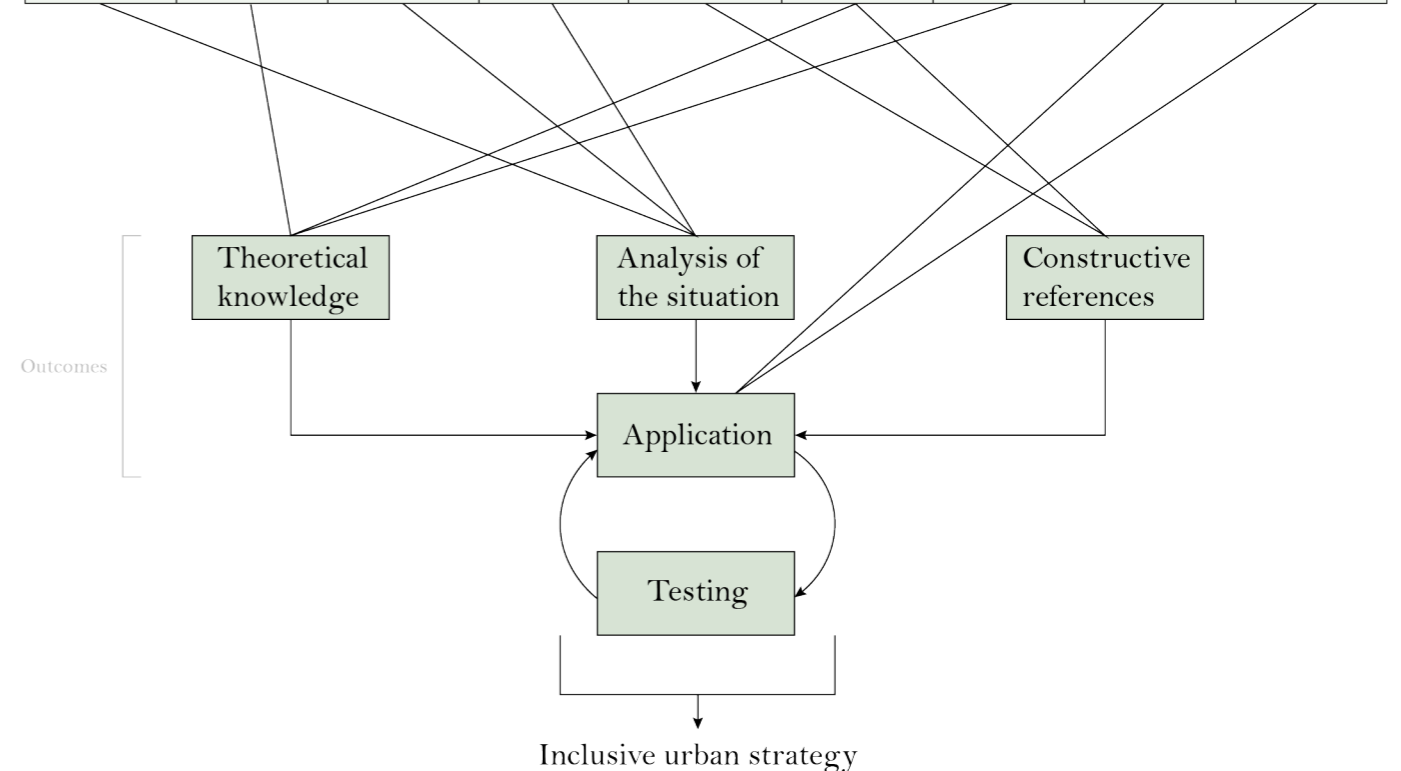 Theoretical
knowledge
Analysis of
the situation
Constructive
references
Outcomes
Application
Testing
Inclusive urban strategy